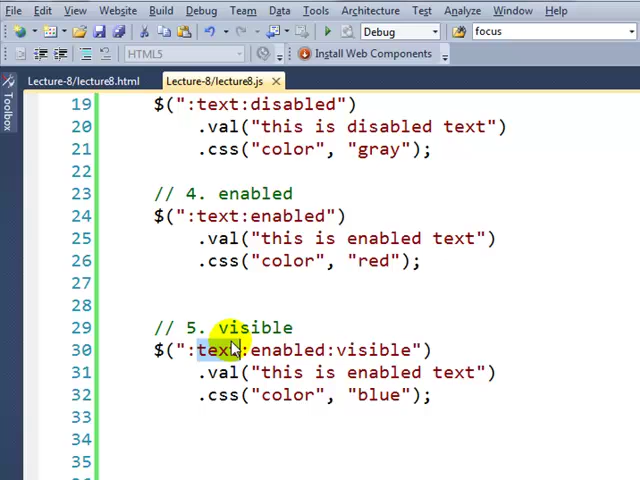 File Edit View Website Build Debug Team Data Tools Architecture Test Analyze Window Help
Debug focus
HTML5 Install Web Components
Lecture-8/lecture8.html Lecture-8/lecture8.js
Toolbox
19 $(":text:disabled")
20 .val("this is disabled text")
21 .css("color", "gray");
22
23 // 4. enabled
24 $(":text:enabled")
25 .val("this is enabled text")
26 .css("color", "red");
27
28
29 // 5. visible
30 $(":text:enabled:visible")
31 .val("this is enabled text")
32 .css("color", "blue");
33
34
35